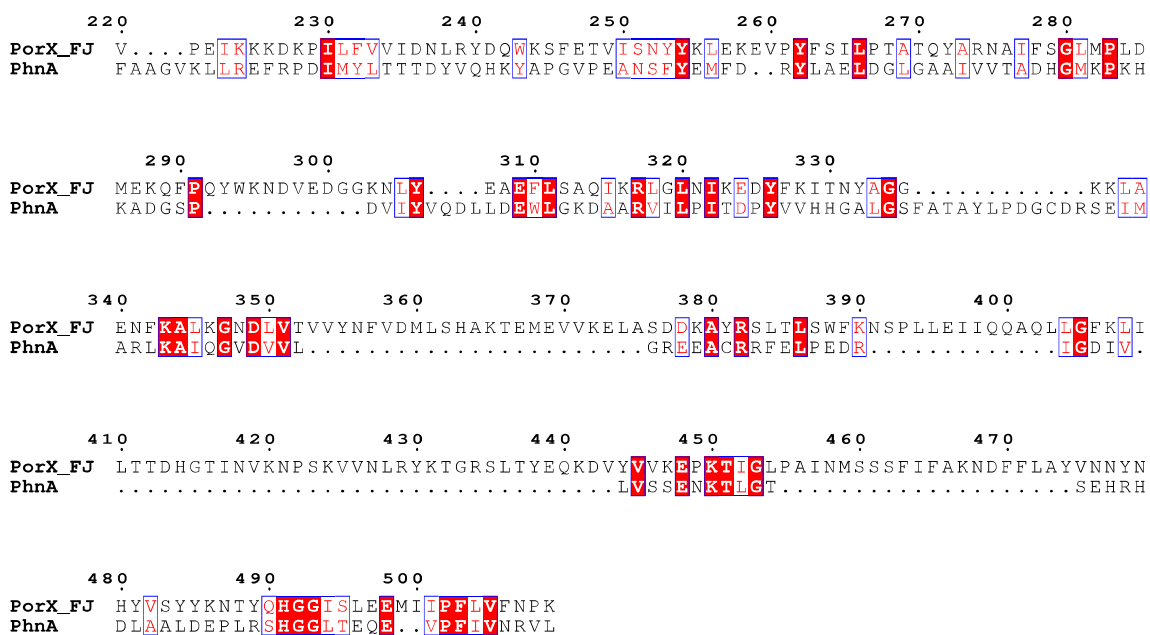 220 230 240 250 260 270 280
PorX_FJ V....PEIKKKDKPILFVVIDNLRYDQWKSFETVISNYYKLEKEVPYFSILPTATQYARNAIFSGLMPLD
PhnA FAAGVKLLREFRPDIMYLTTTDYVQHKYAPGVPEANSFYEMFD..RYLAELDGLGAAIVVTADHGMKPKH
290 300 310 320 330
PorX_FJ MEKQFPQYWKNDVEDGGKNLY....EAEFLSAQIKRLGLNIKEDYFKITNYAGG............KKLA
PhnA KADGSP...........DVIYVQDLLDEWLGKDAARVILPITDPYVVHHGALGSFATAYLPDGCDRSEIM
340 350 360 370 380 390 400
PorX_FJ ENFKALKGNDLVTVVYNFVDMLSHAKTEMEVVKELASDDKAYRSLTLSWFKNSPLLEIIQQAQLLGFKLI
PhnA ARLKAIQGVDVVL.......................GREEACRRFELPEDR.............IGDIV.
410 420 430 440 450 460 470
PorX_FJ LTTDHGTINVKNPSKVVNLRYKTGRSLTYEQKDVYVVKEPKTIGLPAINMSSSFIFAKNDFFLAYVNNYN
PhnA ..................................LVSSENKTLGT....................SEHRH
480 490 500
PorX_FJ HYVSYYKNTYQHGGISLEEMIIPFLVFNPK
PhnA DLAALDEPLRSHGGLTEQE..VPFIVNRVL